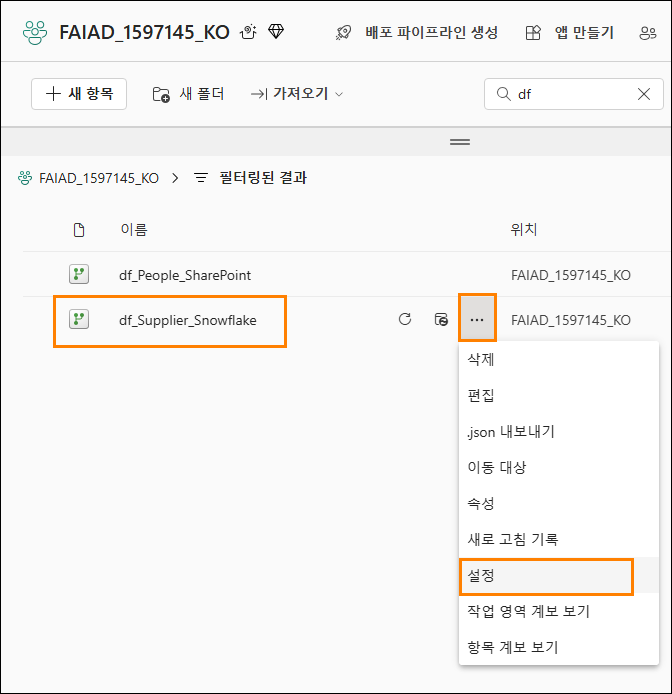 FAIAD_1597145_KO 배포 파이프라인 생성 앱 만들기
새 항목 새 폴더 가져오기 df
FAIAD_1597145_KO 필터링된 결과
이름 위치
df_People_SharePoint FAIAD_1597145_KO
df_Supplier_Snowflake ... FAIAD_1597145_KO
삭제
편집
.json 내보내기
이동 대상
속성
새로 고침 기록
설정
작업 영역 계보 보기
항목 계보 보기